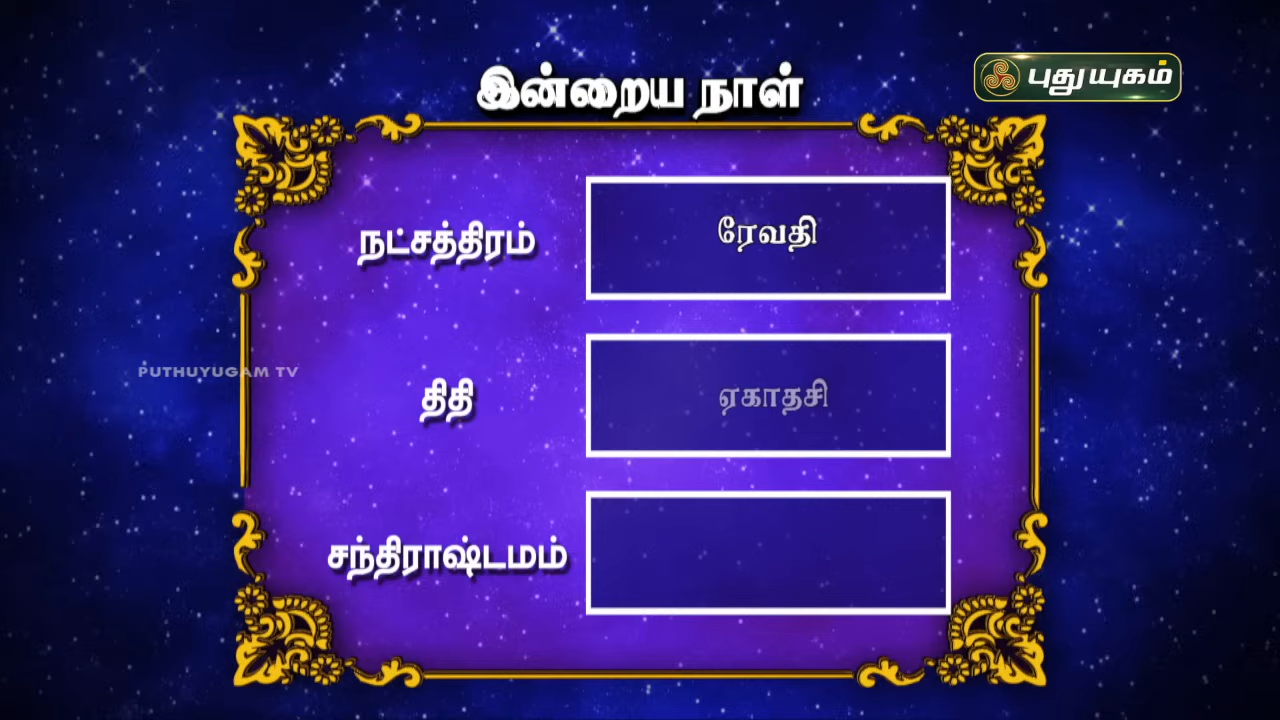 இன்றைய நாள்
புதுயுகம்
நட்சத்திரம்
ரேவதி
PUTHUYUGAM TV
திதி
ஏகாதசி
சந்திராஷ்டமம்